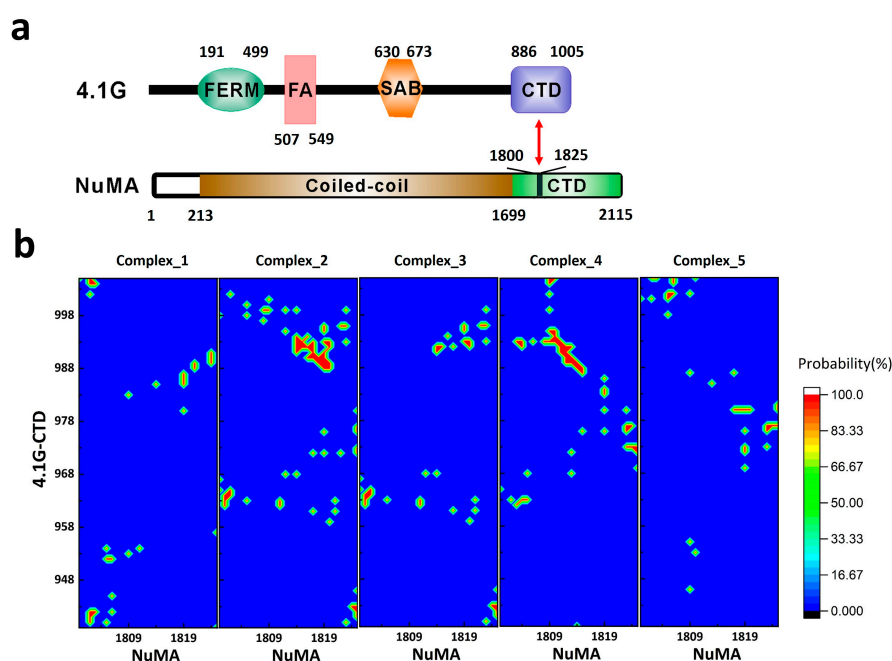 a
191 499 630 673 886 1005
4.1G FERM FA SAB CTD
507 549
1800 1825
NuMA Coiled-coil CTD
1 213 1699 2115
b
Complex_1 Complex_2 Complex_3 Complex_4 Complex_5
4.1G-CTD
998
988
978
968
958
948
1809 1819 1809 1819 1809 1819 1809 1819 1809 1819
NuMA NuMA NuMA NuMA NuMA
Probability(%)
100.0
83.33
66.67
50.00
33.33
16.67
0.000